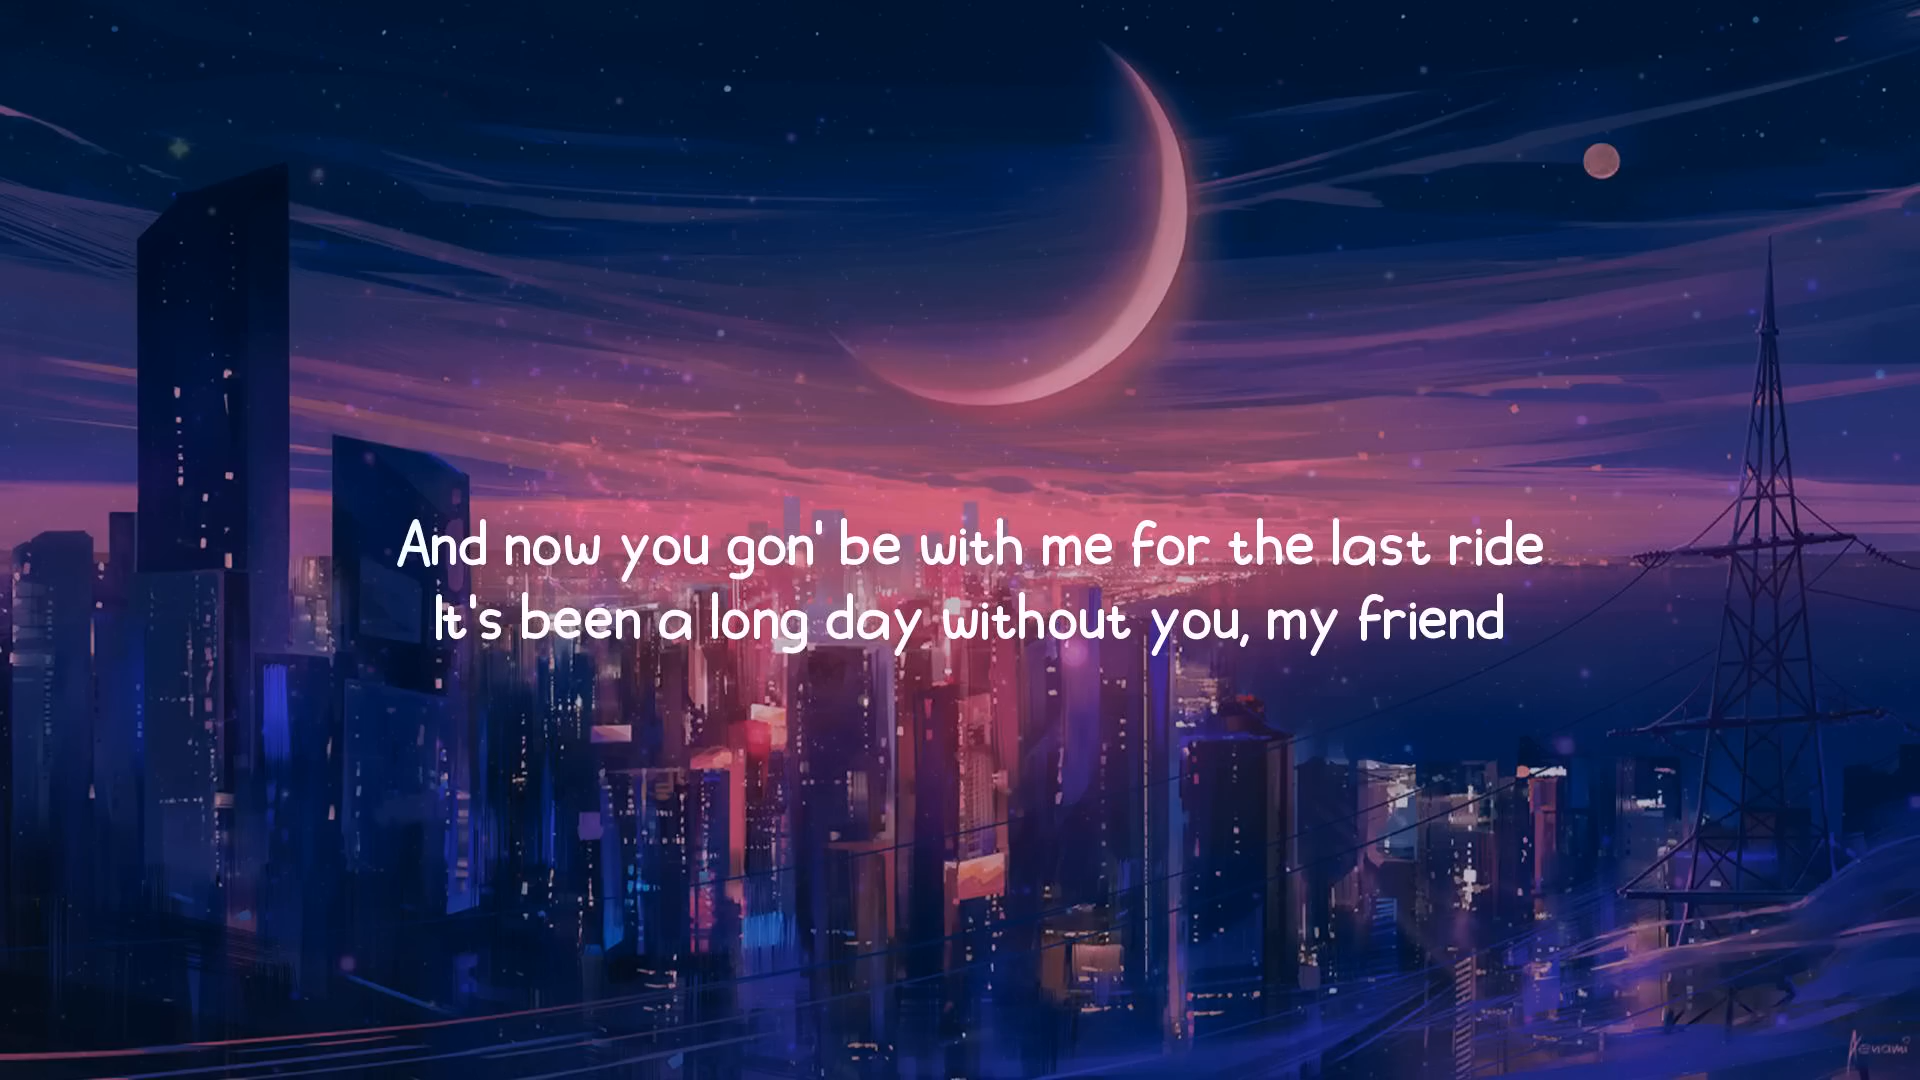 And now you gon' be with me for the last ride
It's been a long day without you, my friend
Aenami